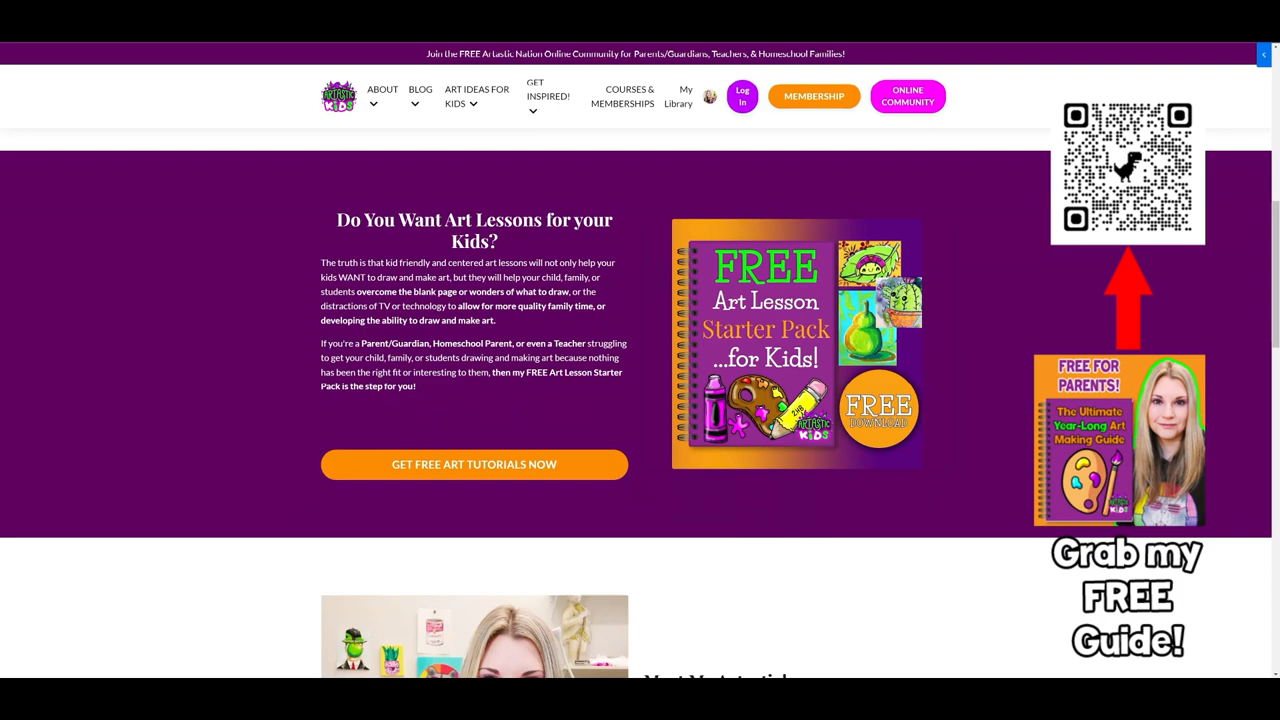 Join the FREE Artastic Nation Online Community for Parents/Guardians, Teachers, & Homeschool Families!
ARTASTIC
KIDS
ABOUT
BLOG
ART IDEAS FOR
KIDS
GET
INSPIRED!
COURSES &
MEMBERSHIPS
My
Library
Log
In
MEMBERSHIP
ONLINE
COMMUNITY
Do You Want Art Lessons for your
Kids?
The truth is that kid friendly and centered art lessons will not only help your
kids WANT to draw and make art, but they will help your child, family, or
students overcome the blank page or wonders of what to draw, or the
distractions of TV or technology to allow for more quality family time, or
developing the ability to draw and make art.
If you're a Parent/Guardian, Homeschool Parent, or even a Teacher struggling
to get your child, family, or students drawing and making art because nothing
has been the right fit or interesting to them, then my FREE Art Lesson Starter
Pack is the step for you!
GET FREE ART TUTORIALS NOW
FREE
Art Lesson
Starter Pack
...for Kids!
2HB
ARTASTIC
KIDS
FREE
DOWNLOAD
FREE FOR
PARENTS!
The Ultimate
Year-Long Art
Making Guide
KIDS
Grab my
FREE
Guide!